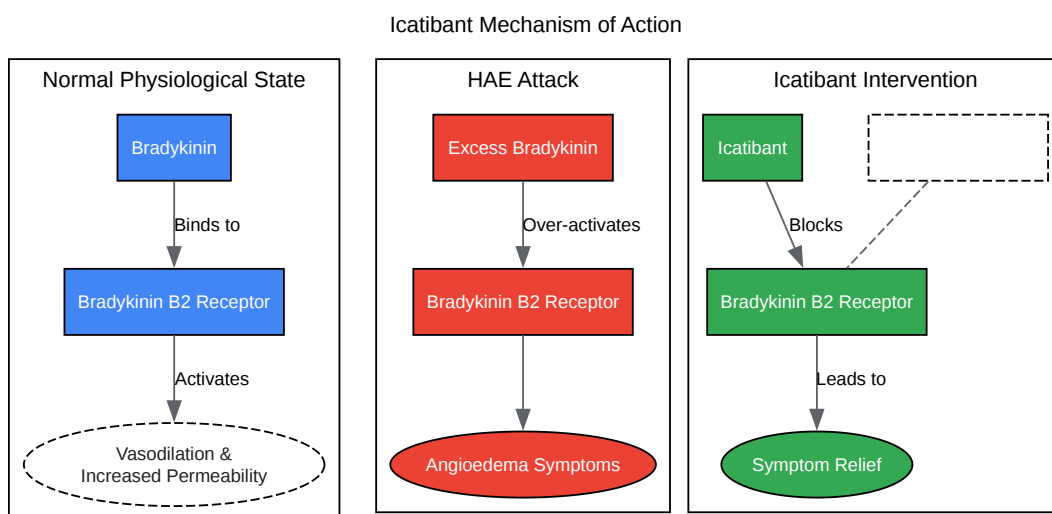 Icatibant Mechanism of Action
Normal Physiological State
Bradykinin
Binds to
Bradykinin B2 Receptor
Activates
Vasodilation &
Increased Permeability
HAE Attack
Excess Bradykinin
Over-activates
Bradykinin B2 Receptor
Angioedema Symptoms
Icatibant Intervention
Icatibant
Blocks
Bradykinin B2 Receptor
Leads to
Symptom Relief